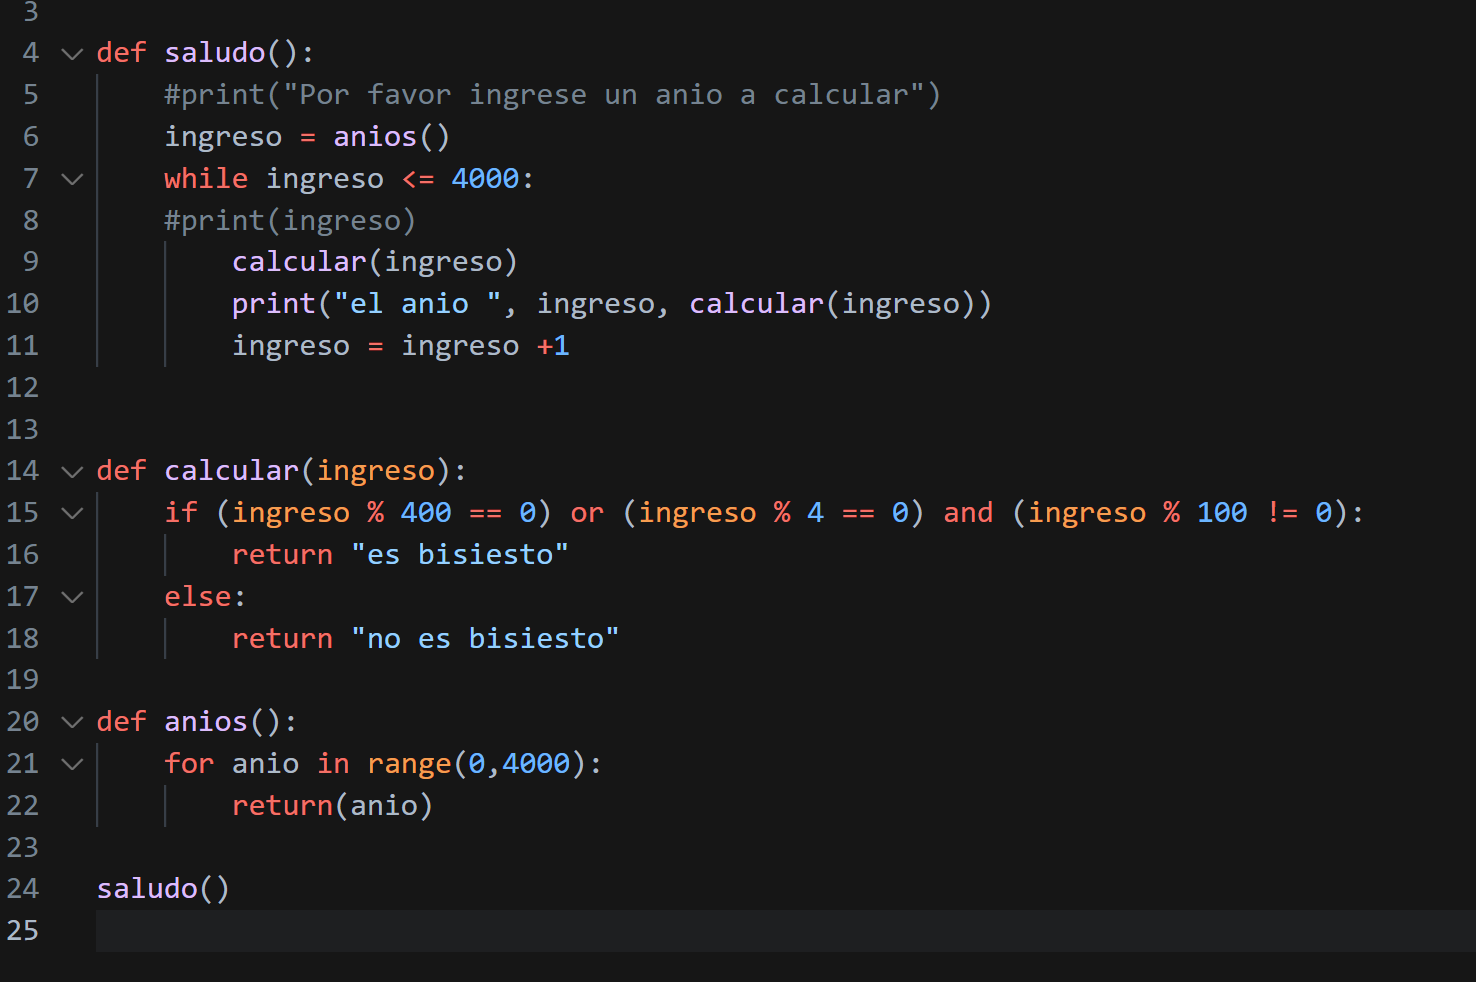 3
4 def saludo():
5 #print("Por favor ingrese un anio a calcular")
6 ingreso = anios()
7 while ingreso <= 4000:
8 #print(ingreso)
9 calcular(ingreso)
10 print("el anio ", ingreso, calcular(ingreso))
11 ingreso = ingreso +1
12
13
14 def calcular(ingreso):
15 if (ingreso % 400 == 0) or (ingreso % 4 == 0) and (ingreso % 100 != 0):
16 return "es bisiesto"
17 else:
18 return "no es bisiesto"
19
20 def anios():
21 for anio in range(0,4000):
22 return(anio)
23
24 saludo()
25